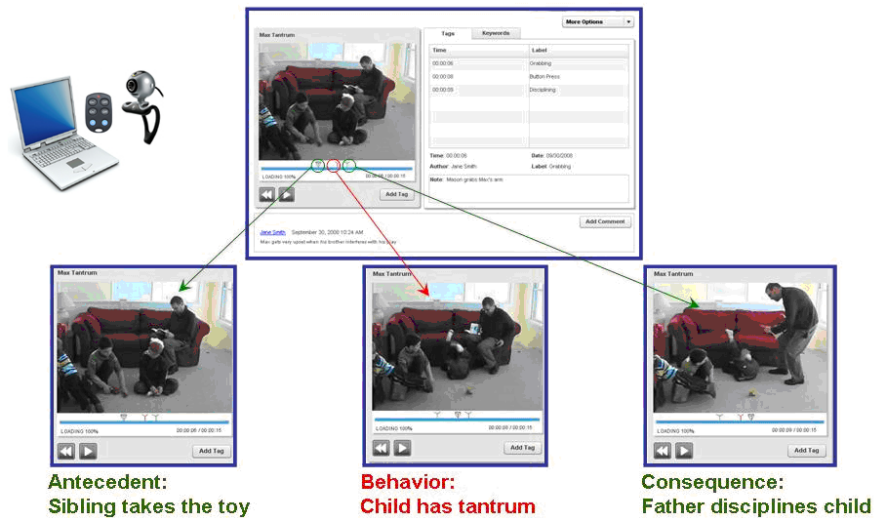 More Options
Max Tantrum
Tags
Keywords
Time
Label
00:00:06
Grabbing
00:00:08
Button Press
00:00:09
Disciplining
Time: 00:00:06
Date: 09/30/2008
Author: Jane Smith
Label: Grabbing
Note: Mason grabs Max's arm
LOADING 100%
00:00:09 / 00:00:15
Add Tag
Add Comment
Jane Smith September 30, 2008 10:24 AM
Max gets very upset when his brother interferes with his play
Max Tantrum
LOADING 100%
00:00:09 / 00:00:15
Add Tag
Antecedent:
Sibling takes the toy
Max Tantrum
LOADING 100%
00:00:09 / 00:00:15
Add Tag
Behavior:
Child has tantrum
Max Tantrum
LOADING 100%
00:00:09 / 00:00:15
Add Tag
Consequence:
Father disciplines child